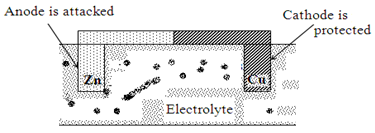 Anode is attacked
Cathode is
protected
Zn
Cu
Electrolyte